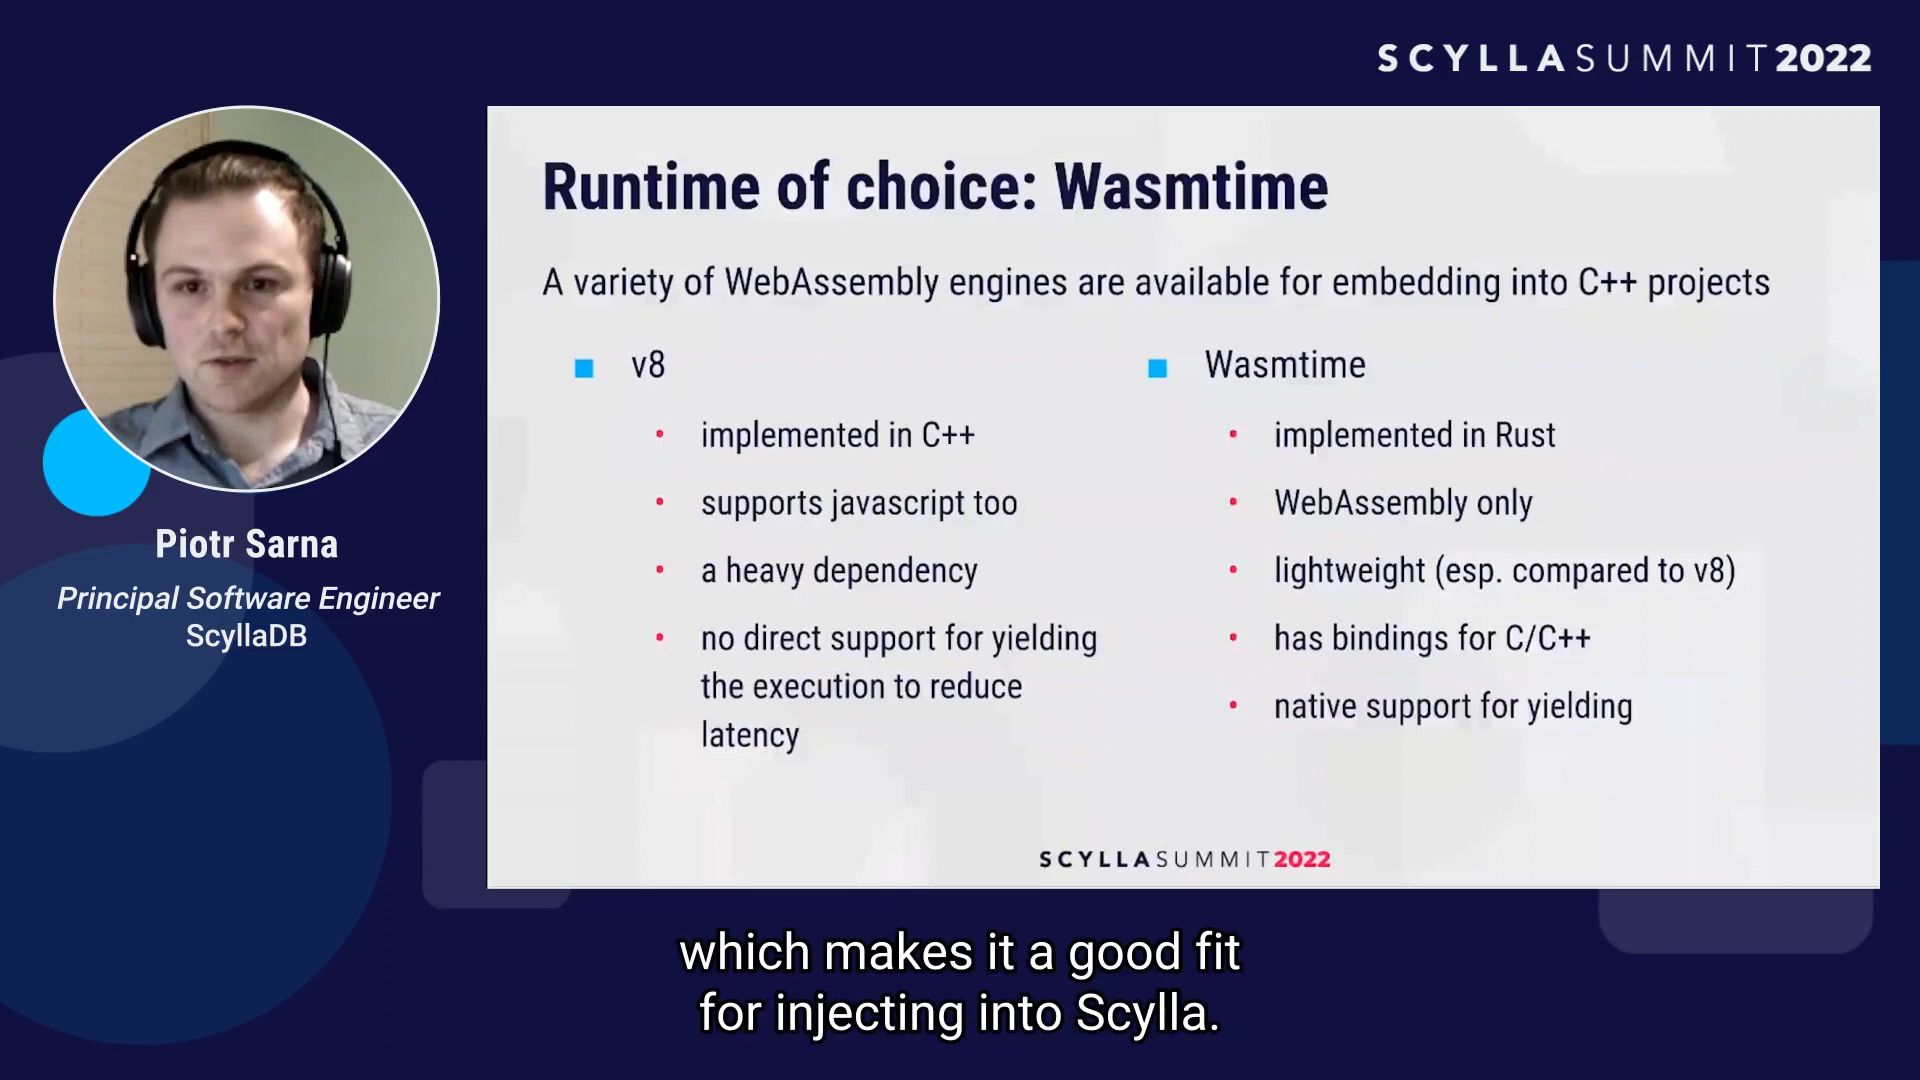 SCYLLASUMMIT2022
Runtime of choice: Wasmtime
A variety of WebAssembly engines are available for embedding into C++ projects
v8
implemented in C++
supports javascript too
a heavy dependency
no direct support for yielding
the execution to reduce
latency
Wasmtime
implemented in Rust
WebAssembly only
lightweight (esp. compared to v8)
has bindings for C/C++
native support for yielding
SCYLLASUMMIT2022
Piotr Sarna
Principal Software Engineer
ScyllaDB
which makes it a good fit
for injecting into Scylla.